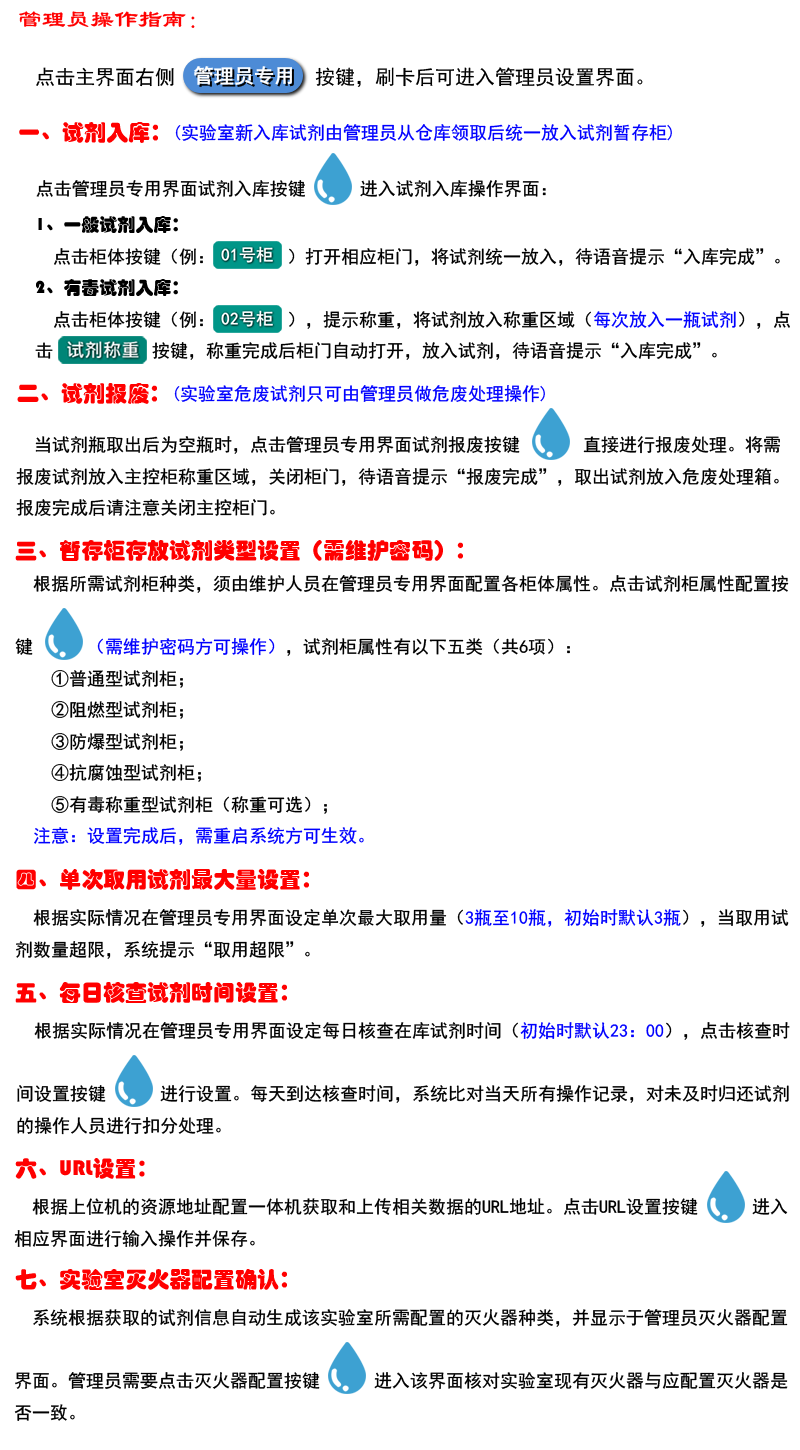 管理员操作指南：
点击主界面右侧 管理员专用 按键，刷卡后可进入管理员设置界面。
一、试剂入库：(实验室新入库试剂由管理员从仓库领取后统一放入试剂暂存柜)
点击管理员专用界面试剂入库按键 进入试剂入库操作界面：
1、一般试剂入库：
点击柜体按键（例：01号柜 ）打开相应柜门，将试剂统一放入，待语音提示“入库完成”。
2、有毒试剂入库：
点击柜体按键（例：02号柜 ），提示称重，将试剂放入称重区域（每次放入一瓶试剂），点
击 试剂称重 按键，称重完成后柜门自动打开，放入试剂，待语音提示“入库完成”。
二、试剂报废：(实验室危废试剂只可由管理员做危废处理操作)
当试剂瓶取出后为空瓶时，点击管理员专用界面试剂报废按键 直接进行报废处理。将需
报废试剂放入主控柜称重区域，关闭柜门，待语音提示“报废完成”，取出试剂放入危废处理箱。
报废完成后请注意关闭主控柜门。
三、暂存柜存放试剂类型设置（需维护密码）：
根据所需试剂柜种类，须由维护人员在管理员专用界面配置各柜体属性。点击试剂柜属性配置按
键 （需维护密码方可操作），试剂柜属性有以下五类（共6项）：
①普通型试剂柜；
②阻燃型试剂柜；
③防爆型试剂柜；
④抗腐蚀型试剂柜；
⑤有毒称重型试剂柜（称重可选）；
注意：设置完成后，需重启系统方可生效。
四、单次取用试剂最大量设置：
根据实际情况在管理员专用界面设定单次最大取用量（3瓶至10瓶，初始时默认3瓶），当取用试
剂数量超限，系统提示“取用超限”。
五、每日核查试剂时间设置：
根据实际情况在管理员专用界面设定每日核查在库试剂时间（初始时默认23：00），点击核查时
间设置按键 进行设置。每天到达核查时间，系统比对当天所有操作记录，对未及时归还试剂
的操作人员进行扣分处理。
六、URL设置：
根据上位机的资源地址配置一体机获取和上传相关数据的URL地址。点击URL设置按键 进入
相应界面进行输入操作并保存。
七、实验室灭火器配置确认：
系统根据获取的试剂信息自动生成该实验室所需配置的灭火器种类，并显示于管理员灭火器配置
界面。管理员需要点击灭火器配置按键 进入该界面核对实验室现有灭火器与应配置灭火器是
否一致。